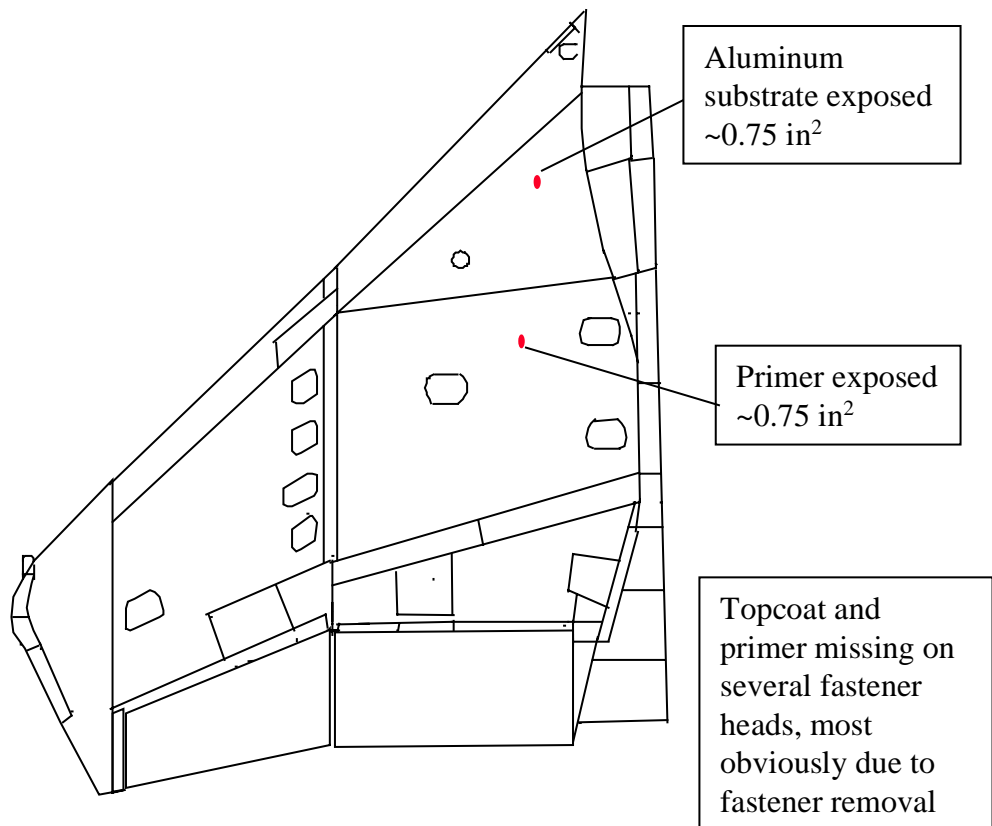 Aluminum
substrate exposed
~0.75 in²
Primer exposed
~0.75 in²
Topcoat and
primer missing on
several fastener
heads, most
obviously due to
fastener removal